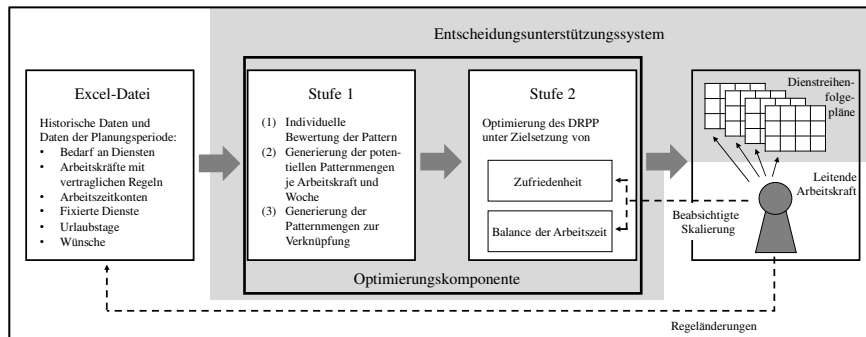 Entscheidungsunterstützungssystem
Excel-Datei
Historische Daten und
Daten der Planungsperiode:
• Bedarf an Diensten
• Arbeitskräfte mit
vertraglichen Regeln
• Arbeitszeitkonten
• Fixierte Dienste
• Urlaubstage
• Wünsche
Stufe 1
(1) Individuelle
Bewertung der Pattern
(2) Generierung der poten-
tiellen Patternmengen
je Arbeitskraft und
Woche
(3) Generierung der
Patternmengen zur
Verknüpfung
Stufe 2
Optimierung des DRPP
unter Zielsetzung von
Zufriedenheit
Balance der Arbeitszeit
Optimierungskomponente
Dienstreihen-
folge-
pläne
Leitende
Arbeitskraft
Beabsichtigte
Skalierung
Regeländerungen